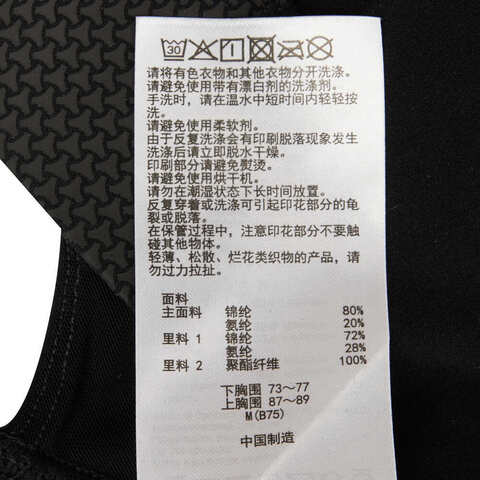 30
请将有色衣物和其他衣物分开洗涤。
请避免使用带有漂白剂的洗涤剂。
手洗时，请在温水中短时间内轻轻按
洗。
请避免使用柔软剂。
由于反复洗涤会有印刷脱落现象发生
洗涤后请立即脱水干燥。
印刷部分请避免熨烫。
请避免使用烘干机。
请勿在潮湿状态下长时间放置。
反复穿着或洗涤可引起印花部分的龟
裂或脱落。
在保管过程中，注意印花部分不要触
碰其他物体。
轻薄、松散、烂花类织物的产品，请
勿过力拉扯。
面料
主面料 锦纶 80%
氨纶 20%
里料 1 锦纶 72%
氨纶 28%
里料 2 聚酯纤维 100%
下胸围 73～77
上胸围 87～89
M(B75)
中国制造